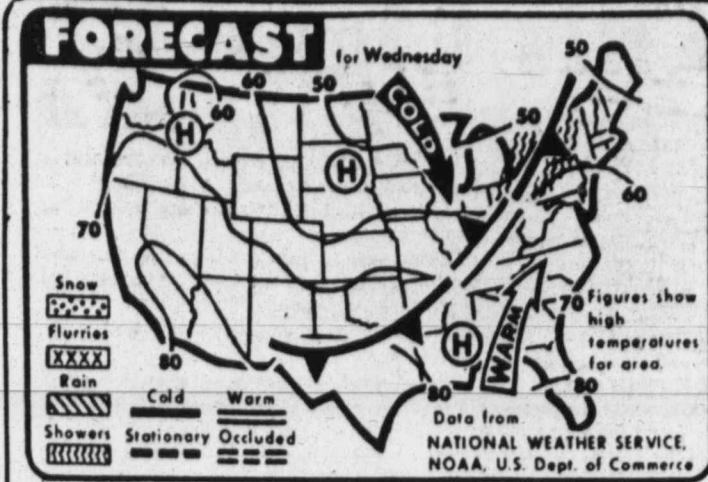 FORECAST
for Wednesday
60
50
50
COLD
50
60
H
H
60
70
Snow
Flurries
Rain
Showers
80
Cold Warm
Stationary Occluded
H
WARM
70
80
80
Figures show
high
temperatures
for area.
Data from
NATIONAL WEATHER SERVICE,
NOAA, U.S. Dept. of Commerce